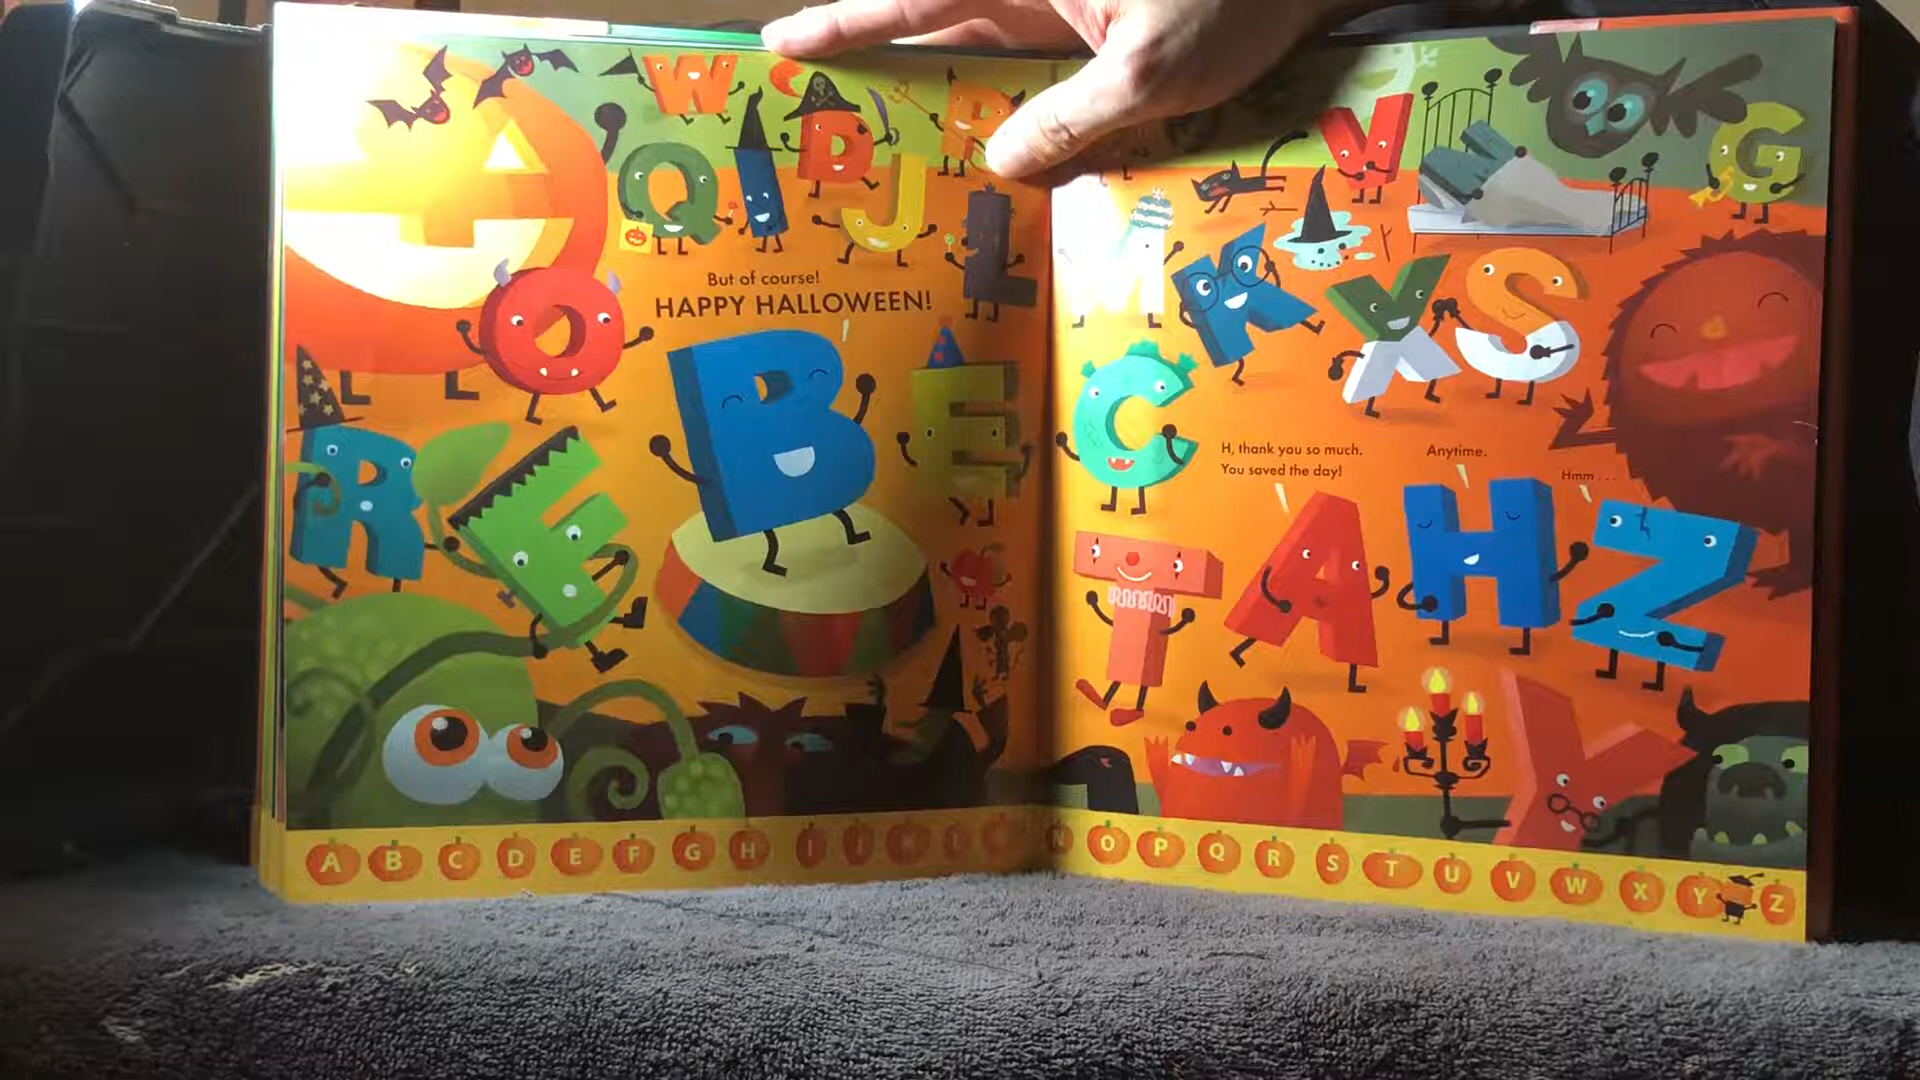 But of course!
HAPPY HALLOWEEN!
H, thank you so much.
You saved the day!
Anytime.
Hmm...
W
D
P
Q
I
J
L
O
R
F
B
E
V
G
M
K
X
S
C
T
A
H
Z
Y
A B C D E F G H I J K L N O P Q R S T U V W X Y Z